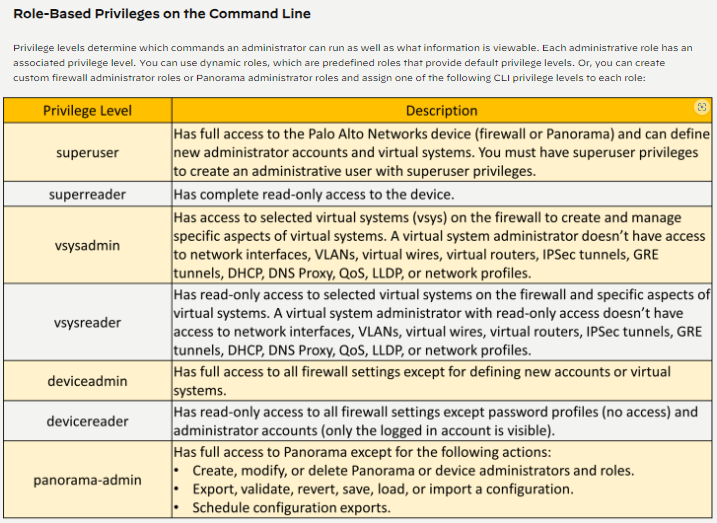 Role-Based Privileges on the Command Line
Privilege levels determine which commands an administrator can run as well as what information is viewable. Each administrative role has an
associated privilege level. You can use dynamic roles, which are predefined roles that provide default privilege levels. Or, you can create
custom firewall administrator roles or Panorama administrator roles and assign one of the following CLI privilege levels to each role:
Privilege Level
Description
superuser
Has full access to the Palo Alto Networks device (firewall or Panorama) and can define
new administrator accounts and virtual systems. You must have superuser privileges
to create an administrative user with superuser privileges.
superreader
Has complete read-only access to the device.
vsysadmin
Has access to selected virtual systems (vsys) on the firewall to create and manage
specific aspects of virtual systems. A virtual system administrator doesn’t have access
to network interfaces, VLANs, virtual wires, virtual routers, IPSec tunnels, GRE
tunnels, DHCP, DNS Proxy, QoS, LLDP, or network profiles.
vsysreader
Has read-only access to selected virtual systems on the firewall and specific aspects of
virtual systems. A virtual system administrator with read-only access doesn’t have
access to network interfaces, VLANs, virtual wires, virtual routers, IPSec tunnels, GRE
tunnels, DHCP, DNS Proxy, QoS, LLDP, or network profiles.
deviceadmin
Has full access to all firewall settings except for defining new accounts or virtual
systems.
devicereader
Has read-only access to all firewall settings except password profiles (no access) and
administrator accounts (only the logged in account is visible).
panorama-admin
Has full access to Panorama except for the following actions:
• Create, modify, or delete Panorama or device administrators and roles.
• Export, validate, revert, save, load, or import a configuration.
• Schedule configuration exports.